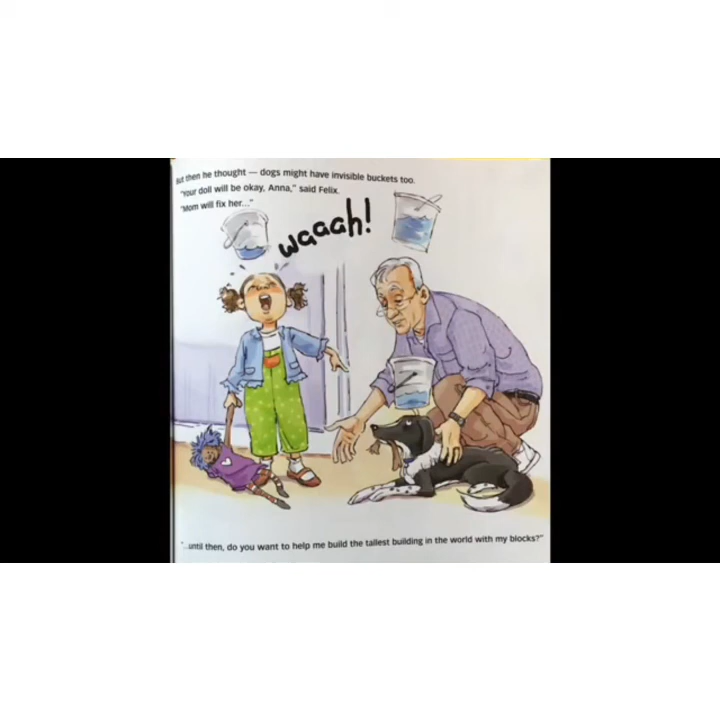 But then he thought — dogs might have invisible buckets too.
"Your doll will be okay, Anna," said Felix.
"Mom will fix her..."
waaah!
"...until then, do you want to help me build the tallest building in the world with my blocks?"